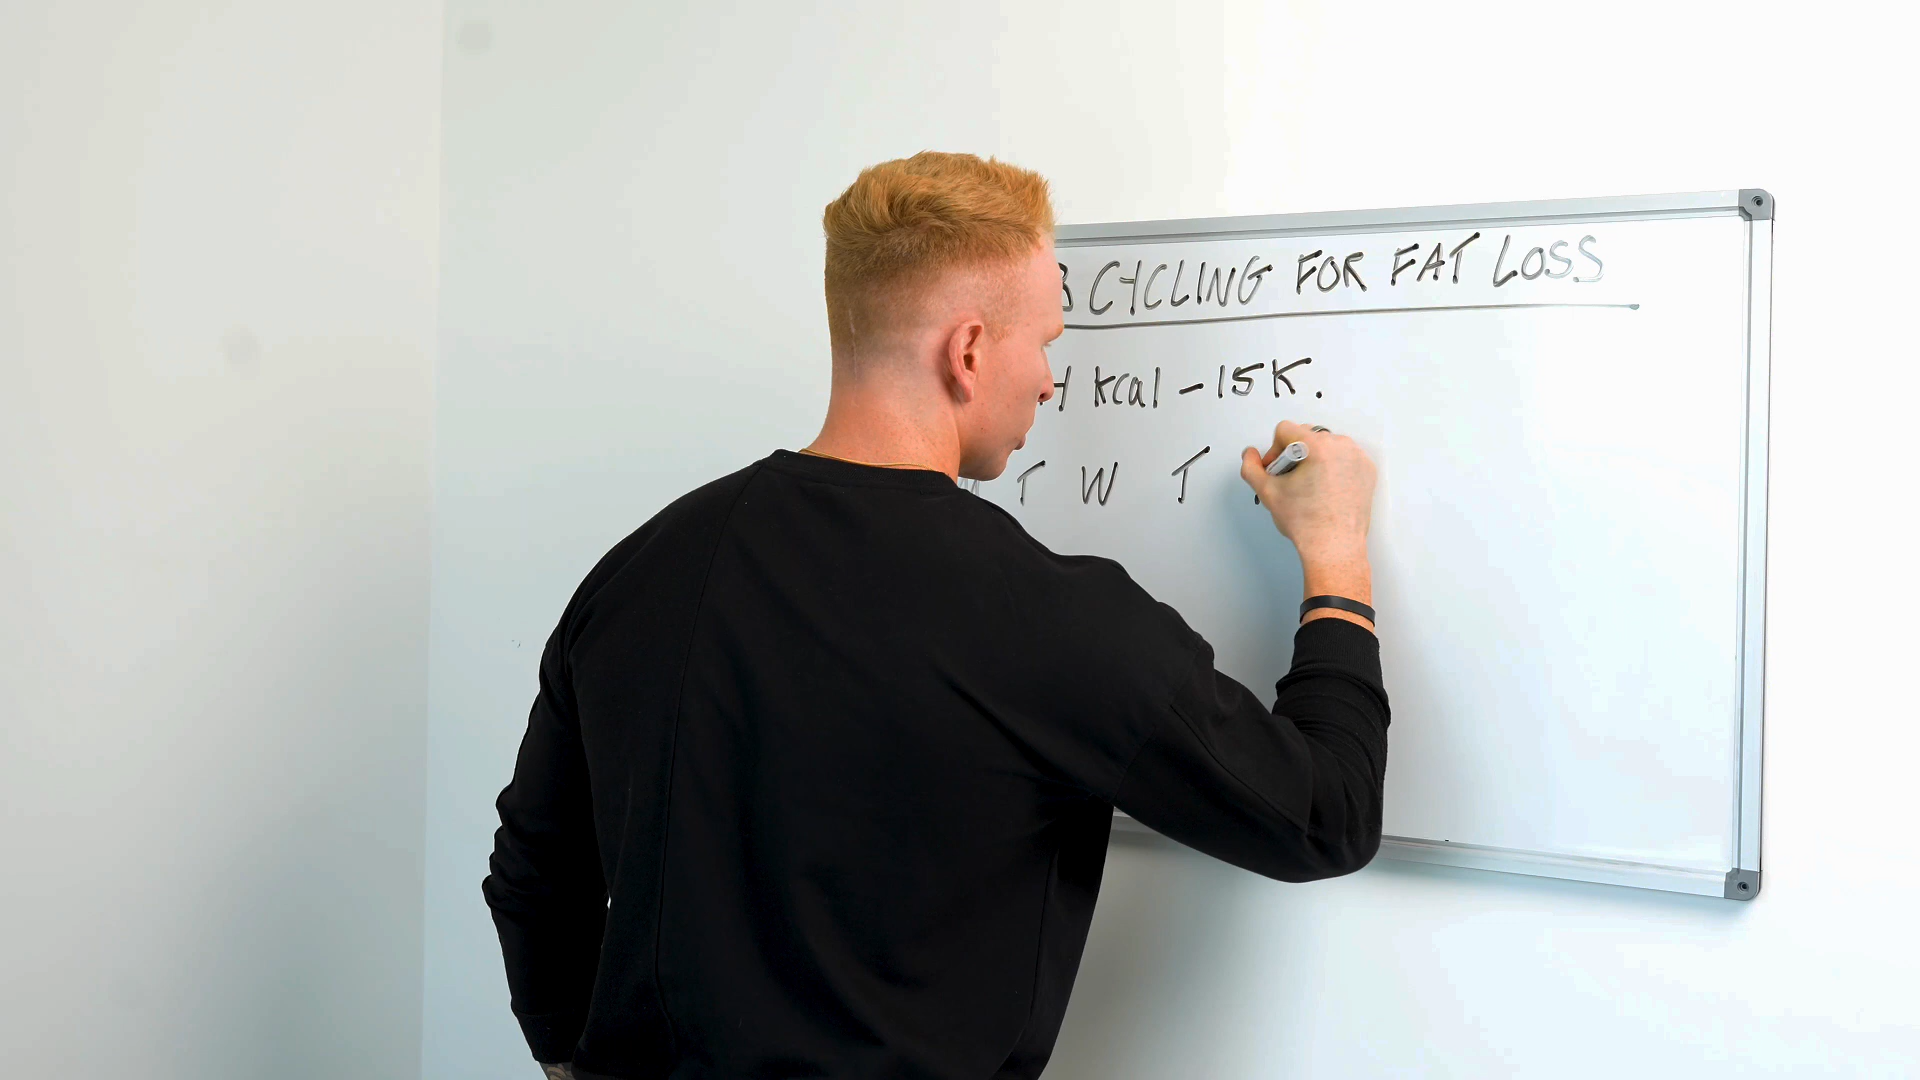 CYCLING FOR FAT LOSS
Kcal - 15K.
T W T